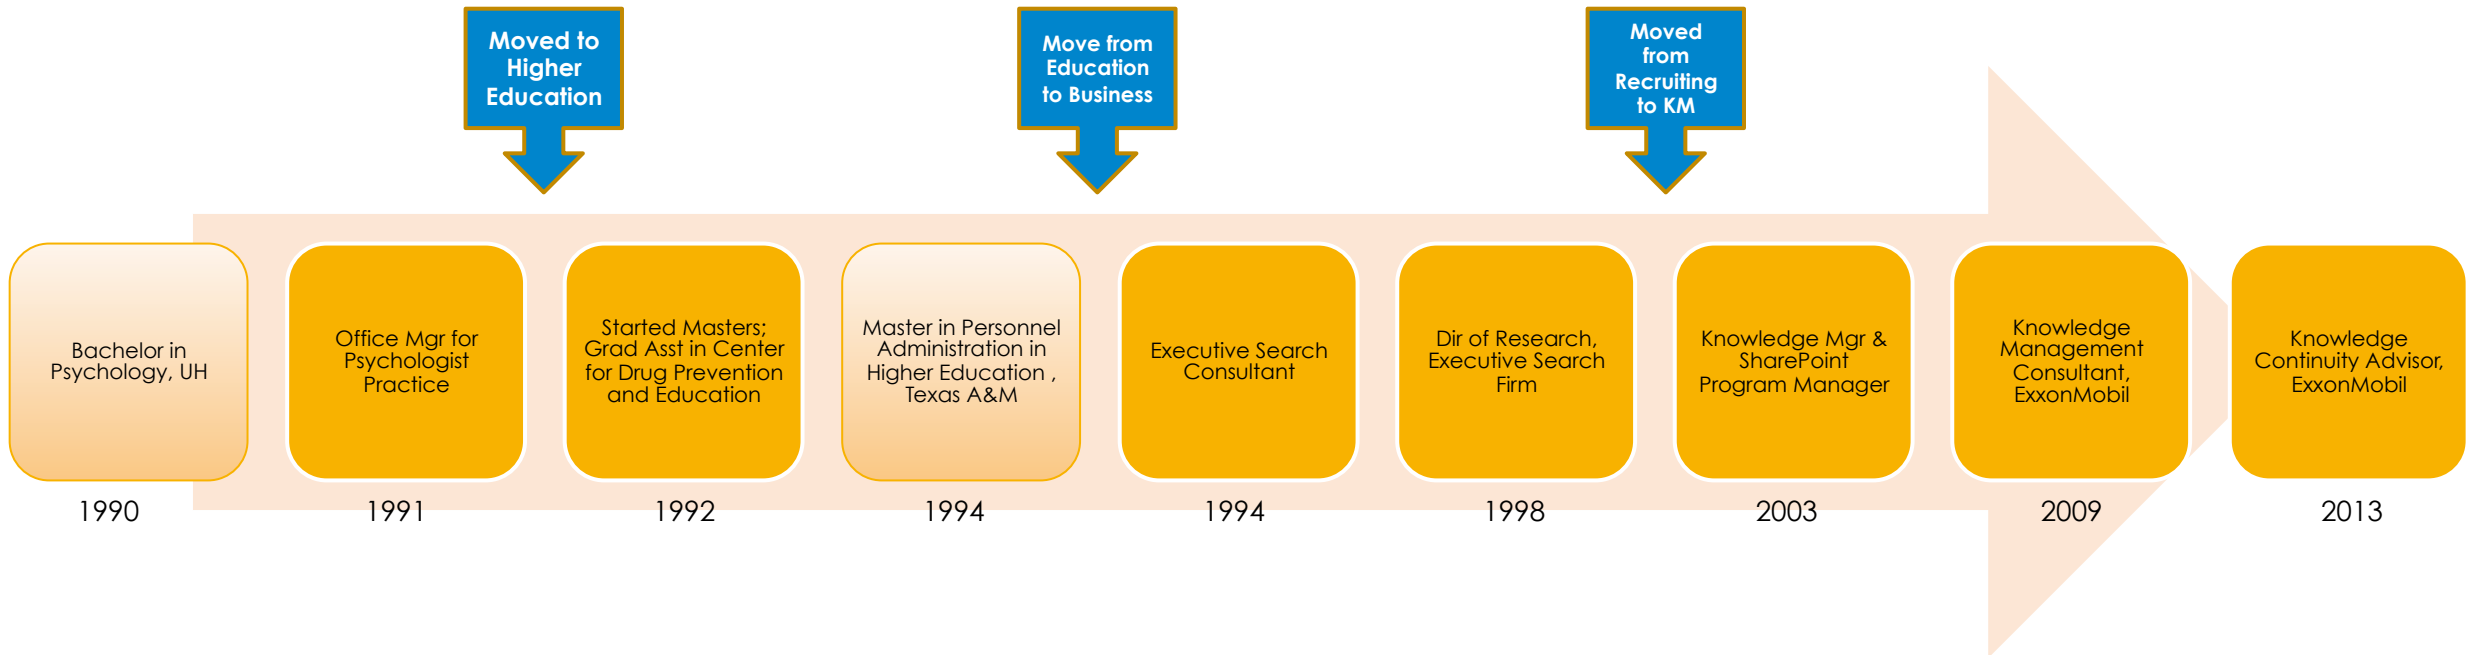 Moved to
Higher
Education
Move from
Education
to Business
Moved
from
Recruiting
to KM
Bachelor in
Psychology, UH
Office Mgr for
Psychologist
Practice
Started Masters;
Grad Asst in Center
for Drug Prevention
and Education
Master in Personnel
Administration in
Higher Education ,
Texas A&M
Executive Search
Consultant
Dir of Research,
Executive Search
Firm
Knowledge Mgr &
SharePoint
Program Manager
Knowledge
Management
Consultant,
ExxonMobil
Knowledge
Continuity Advisor,
ExxonMobil
1990
1991
1992
1994
1994
1998
2003
2009
2013